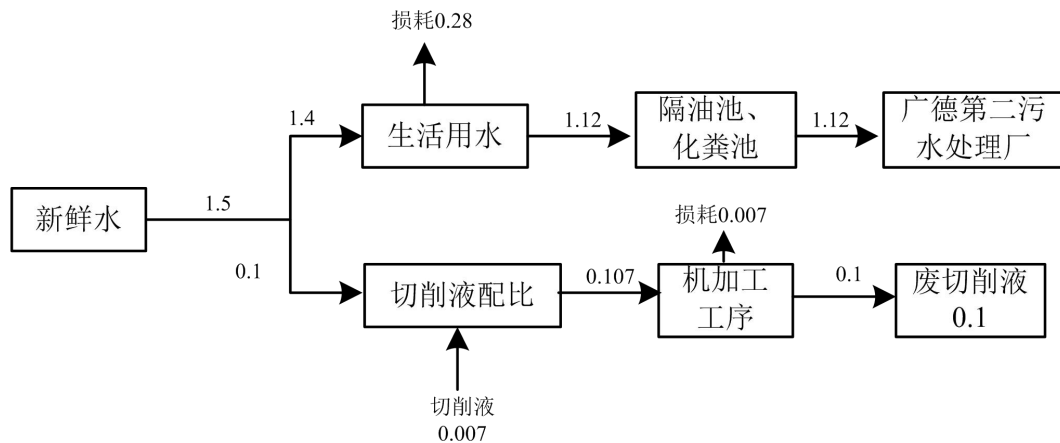 损耗0.28
1.4
生活用水
1.12
隔油池、
化粪池
1.12
广德第二污
水处理厂
新鲜水
1.5
损耗0.007
0.1
切削液配比
0.107
机加工
工序
0.1
废切削液
0.1
切削液
0.007